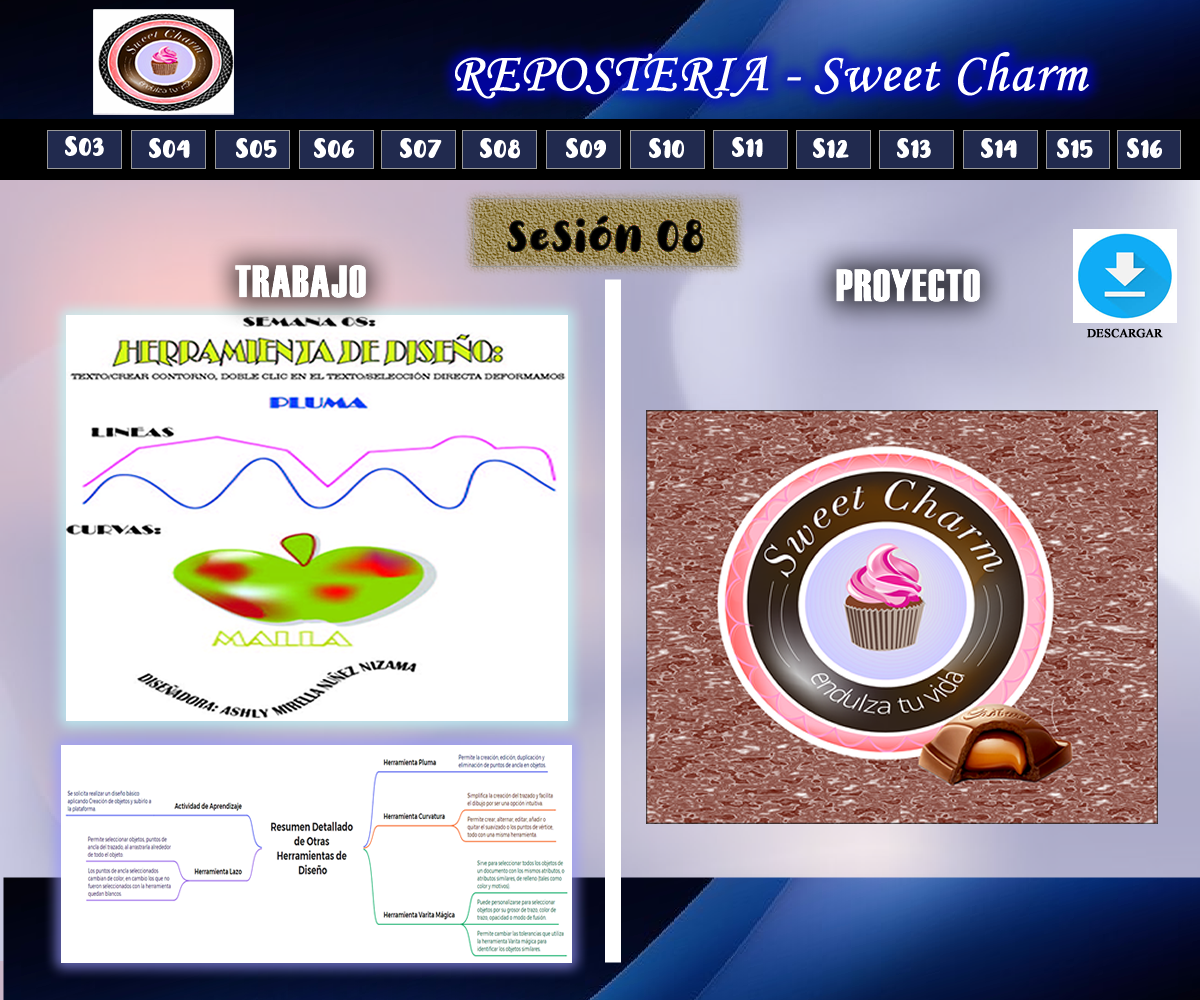 Sweet Charm
endulza tu vida
REPOSTERIA - Sweet Charm
S03 S04 S05 S06 S07 S08 S09 S10 S11 S12 S13 S14 S15 S16
SeSión 08
TRABAJO
PROYECTO
DESCARGAR
SEMANA 08:
HERRAMIENTA DE DISEÑO:
TEXTO/CREAR CONTORNO, DOBLE CLIC EN EL TEXTO/SELECCIÓN DIRECTA DEFORMAMOS
PLUMA
LINEAS
CURVAS:
MALLA
DISEÑADORA: ASHLY MIRELLA NUÑEZ NIZAMA
Sweet Charm
endulza tu vida
Resumen Detallado
de Otras
Herramientas de
Diseño
Actividad de Aprendizaje
Se solicita realizar un diseño básico
aplicando Creación de objetos y subirlo a
la plataforma.
Herramienta Lazo
Permite seleccionar objetos, puntos de
ancla del trazado, al arrastrarla alrededor
de todo el objeto
Los puntos de ancla seleccionados
cambian de color, en cambio los que no
fueron seleccionados con la herramienta
quedan blancos.
Herramienta Pluma
Permite la creación, edición, duplicación y
eliminación de puntos de ancla en objetos.
Herramienta Curvatura
Simplifica la creación del trazado y facilita
el dibujo por ser una opción intuitiva.
Permite crear, alternar, editar, añadir o
quitar el suavizado o los puntos de vértice,
todo con una misma herramienta.
Herramienta Varita Mágica
Sirve para seleccionar todos los objetos de
un documento con los mismos atributos, o
atributos similares, de relleno (tales como
color y motivos).
Puede personalizarse para seleccionar
objetos por su grosor de trazo, color de
trazo, opacidad o modo de fusión.
Permite cambiar las tolerancias que utiliza
la herramienta Varita mágica para
identificar los objetos similares.